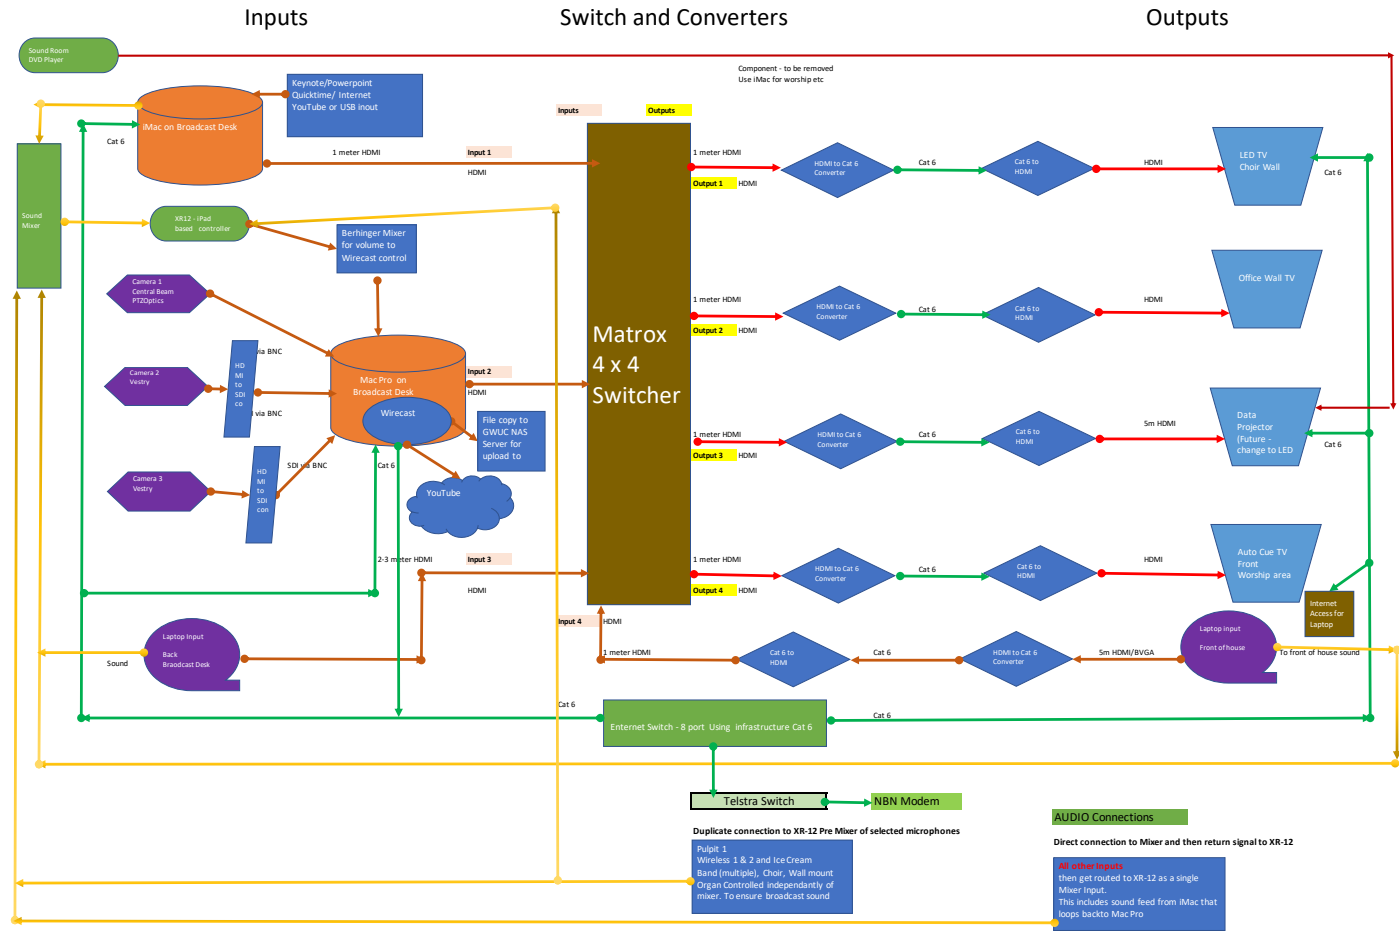 Inputs
Switch and Converters
Outputs
Sound Room
DVD Player
Component - to be removed
Use iMac for worship etc
Keynote/Powerpoint
Quicktime/ Internet
YouTube or USB inout
Inputs
Outputs
iMac on Broadcast Desk
Cat 6
1 meter HDMI
Input 1
HDMI
1 meter HDMI
Output 1
HDMI
HDMI to Cat 6
Converter
Cat 6
Cat 6 to
HDMI
HDMI
LED TV
Choir Wall
Cat 6
Sound
Mixer
XR12 - iPad
based controller
Berhinger Mixer
for volume to
Wirecast control
Camera 1
Central Beam
PTZOptics
1 meter HDMI
Output 2
HDMI
HDMI to Cat 6
Converter
Cat 6
Cat 6 to
HDMI
HDMI
Office Wall TV
Matrox
4 x 4
Switcher
via BNC
HD
MI
to
SDI
co
Camera 2
Vestry
I via BNC
Mac Pro on
Broadcast Desk
Wirecast
Input 2
HDMI
File copy to
GWUC NAS
Server for
upload to
1 meter HDMI
Output 3
HDMI
HDMI to Cat 6
Converter
Cat 6
Cat 6 to
HDMI
5m HDMI
Data
Projector
(Future -
change to LED
Cat 6
Camera 3
Vestry
HD
MI
to
SDI
con
SDI via BNC
Cat 6
YouTube
2-3 meter HDMI
Input 3
HDMI
1 meter HDMI
Output 4
HDMI
HDMI to Cat 6
Converter
Cat 6
Cat 6 to
HDMI
HDMI
Auto Cue TV
Front
Worship area
Internet
Access for
Laptop
Input 4
HDMI
Laptop Input
Back
Braodcast Desk
Sound
1 meter HDMI
Cat 6 to
HDMI
Cat 6
HDMI to Cat 6
Converter
5m HDMI/BVGA
Laptop Input
Front of house
To front of house sound
Cat 6
Enternet Switch - 8 port Using infrastructure Cat 6
Cat 6
Telstra Switch
NBN Modem
Duplicate connection to XR-12 Pre Mixer of selected microphones
Pulpit 1
Wireless 1 & 2 and Ice Cream
Band (multiple), Choir, Wall mount
Organ Controlled independantly of
mixer. To ensure broadcast sound
AUDIO Connections
Direct connection to Mixer and then return signal to XR-12
All other inputs
then get routed to XR-12 as a single
Mixer Input.
This includes sound feed from iMac that
loops backto Mac Pro